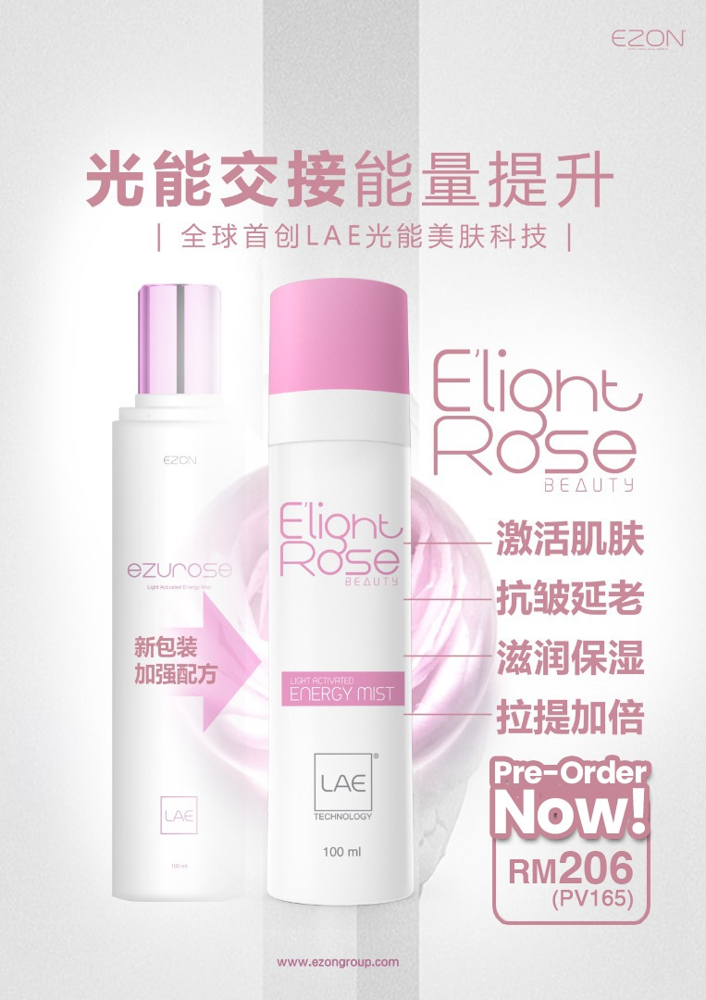 EZON
光能交接能量提升
| 全球首创LAE光能美肤科技 |
E'light
Rose
BEAUTY
EZON
ezurose
Light Activated Energy Mist
新包装
加强配方
LAE
100 ml
E'light
Rose
BEAUTY
LIGHT ACTIVATED
ENERGY MIST
LAE®
TECHNOLOGY
100 ml
激活肌肤
抗皱延老
滋润保湿
拉提加倍
Pre-Order
Now!
RM206
(PV165)
www.ezongroup.com